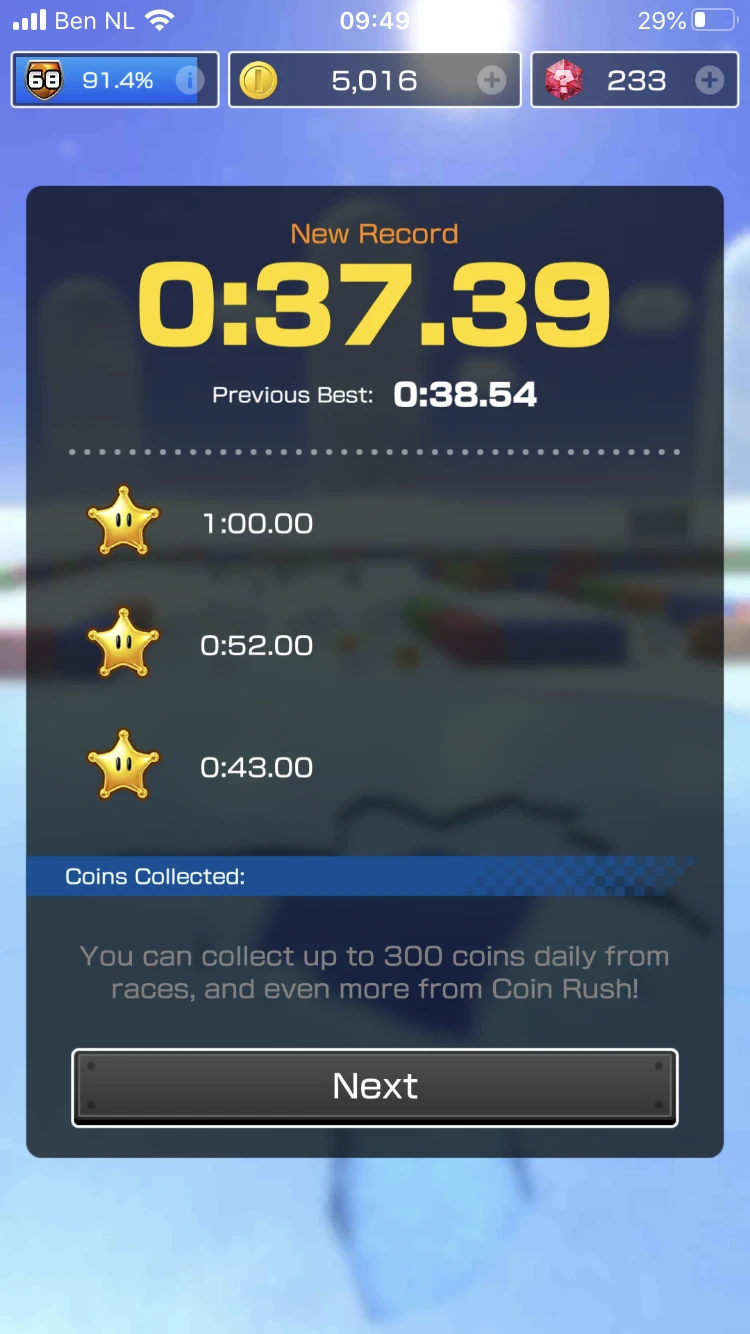 Ben NL 09:49 29%
68 91.4% i 5,016 + 233 +
New Record
0:37.39
Previous Best: 0:38.54
1:00.00
0:52.00
0:43.00
Coins Collected:
You can collect up to 300 coins daily from
races, and even more from Coin Rush!
Next